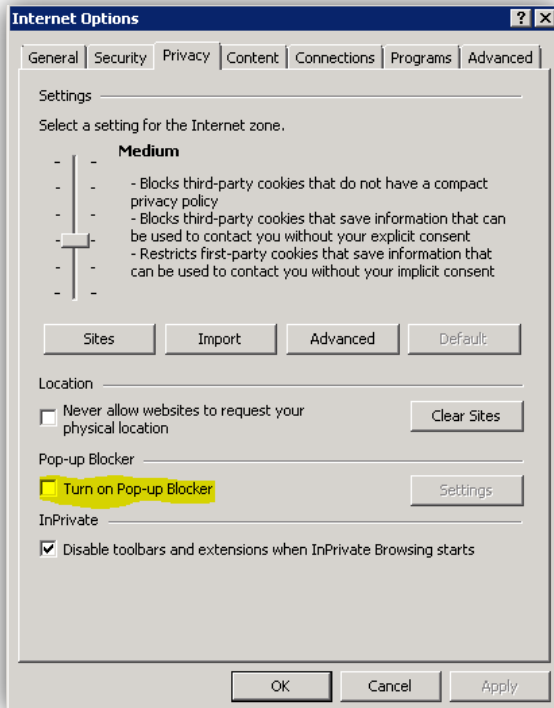 Internet Options
General Security Privacy Content Connections Programs Advanced
Settings
Select a setting for the Internet zone.
Medium
- Blocks third-party cookies that do not have a compact
privacy policy
- Blocks third-party cookies that save information that can
be used to contact you without your explicit consent
- Restricts first-party cookies that save information that
can be used to contact you without your implicit consent
Sites Import Advanced Default
Location
Never allow websites to request your
physical location
Clear Sites
Pop-up Blocker
Turn on Pop-up Blocker
Settings
InPrivate
Disable toolbars and extensions when InPrivate Browsing starts
OK Cancel Apply